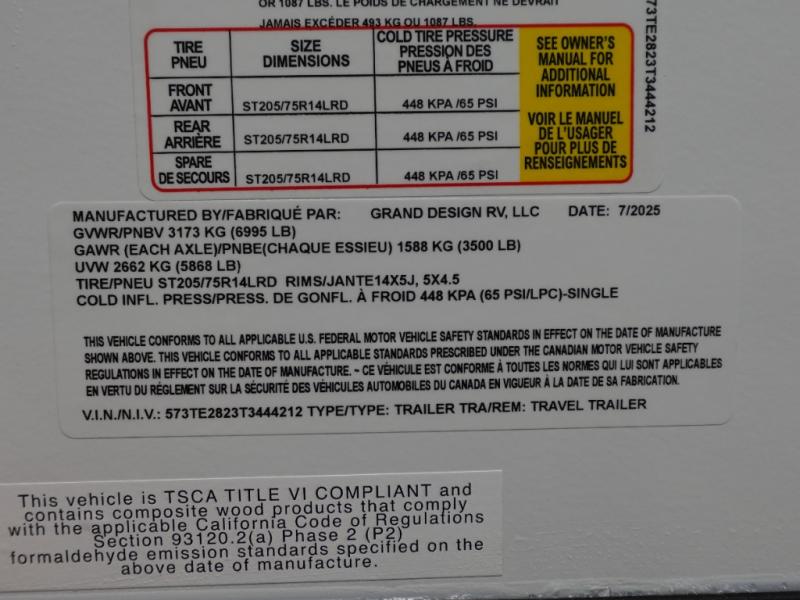 OR 1087 LBS. LE POIDS DE CHARGEMENT NE DEVRAIT
JAMAIS EXCÉDER 493 KG OU 1087 LBS.
TIRE PNEU SIZE DIMENSIONS COLD TIRE PRESSURE PRESSION DES PNEUS À FROID
FRONT AVANT ST205/75R14LRD 448 KPA /65 PSI
REAR ARRIÈRE ST205/75R14LRD 448 KPA /65 PSI
SPARE DE SECOURS ST205/75R14LRD 448 KPA /65 PSI
SEE OWNER'S
MANUAL FOR
ADDITIONAL
INFORMATION
VOIR LE MANUEL
DE L'USAGER
POUR PLUS DE
RENSEIGNEMENTS
573TE2823T3444212
MANUFACTURED BY/FABRIQUÉ PAR: GRAND DESIGN RV, LLC DATE: 7/2025
GVWR/PNBV 3173 KG (6995 LB)
GAWR (EACH AXLE)/PNBE(CHAQUE ESSIEU) 1588 KG (3500 LB)
UVW 2662 KG (5868 LB)
TIRE/PNEU ST205/75R14LRD RIMS/JANTE14X5J, 5X4.5
COLD INFL. PRESS/PRESS. DE GONFL. À FROID 448 KPA (65 PSI/LPC)-SINGLE
THIS VEHICLE CONFORMS TO ALL APPLICABLE U.S. FEDERAL MOTOR VEHICLE SAFETY STANDARDS IN EFFECT ON THE DATE OF MANUFACTURE
SHOWN ABOVE. THIS VEHICLE CONFORMS TO ALL APPLICABLE STANDARDS PRESCRIBED UNDER THE CANADIAN MOTOR VEHICLE SAFETY
REGULATIONS IN EFFECT ON THE DATE OF MANUFACTURE. ~ CE VÉHICULE EST CONFORME À TOUTES LES NORMES QUI LUI SONT APPLICABLES
EN VERTU DU RÉGLEMENT SUR LA SÉCURITÉ DES VÉHICULES AUTOMOBILES DU CANADA EN VIGUEUR À LA DATE DE SA FABRICATION.
V.I.N./N.I.V.: 573TE2823T3444212 TYPE/TYPE: TRAILER TRA/REM: TRAVEL TRAILER
This vehicle is TSCA TITLE VI COMPLIANT and
contains composite wood products that comply
with the applicable California Code of Regulations
Section 93120.2(a) Phase 2 (P2)
formaldehyde emission standards specified on the
above date of manufacture.